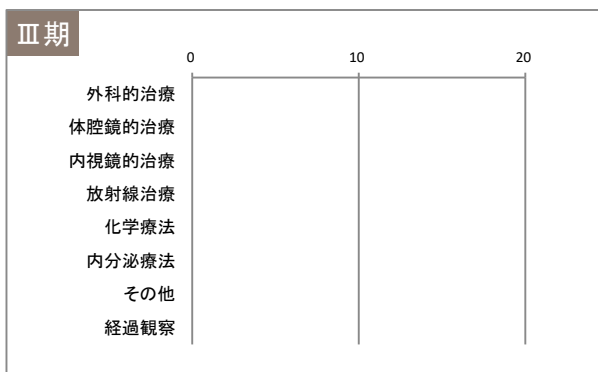 Ⅲ期
0 10 20
外科的治療
体腔鏡的治療
内視鏡的治療
放射線治療
化学療法
内分泌療法
その他
経過観察